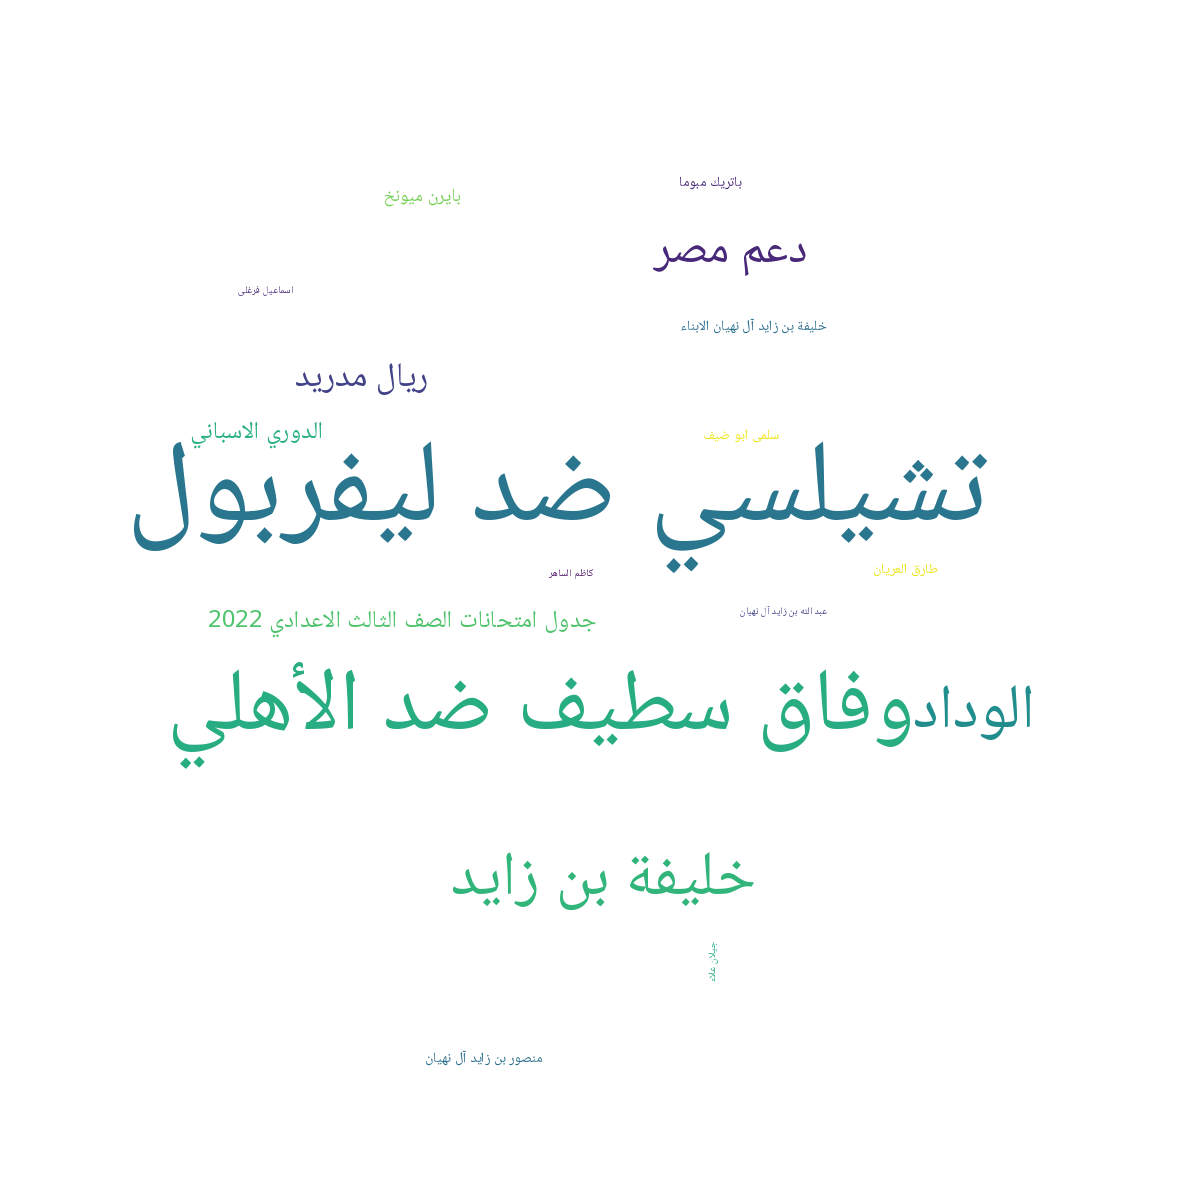 باتريك مبوما
بايرن ميونخ
دعم مصر
اسماعيل فرغلى
خليفة بن زايد آل نهيان الابناء
ريال مدريد
الدوري الاسباني
سلمى ابو ضيف
تشيلسي ضد ليفربول
طارق العريان
كاظم الساهر
عبد الله بن زايد آل نهيان
جدول امتحانات الصف الثالث الاعدادي 2022
الوداد
وفاق سطيف ضد الأهلي
خليفة بن زايد
جيلان علاء
منصور بن زايد آل نهيان